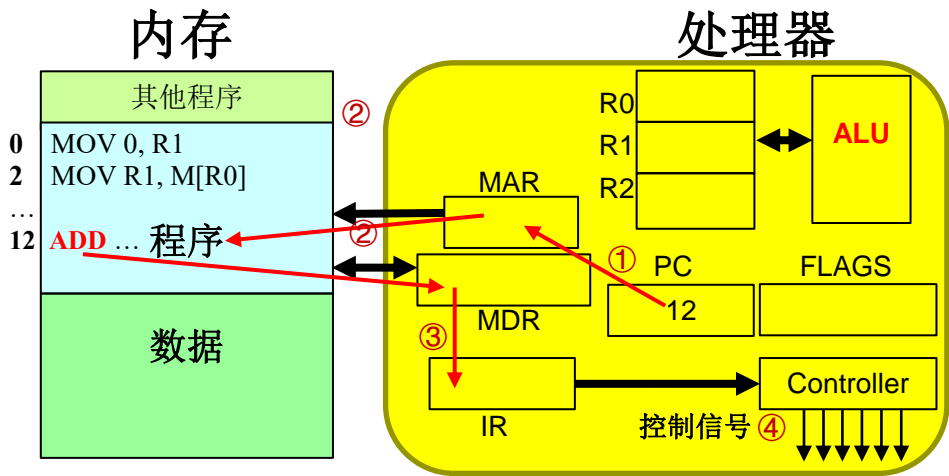 内存
其他程序
②
0 MOV 0, R1
2 MOV R1, M[R0]
…
12 ADD … 程序
②
数据
处理器
R0
R1
R2
ALU
MAR
①
PC
FLAGS
12
MDR
③
IR
Controller
控制信号 ④